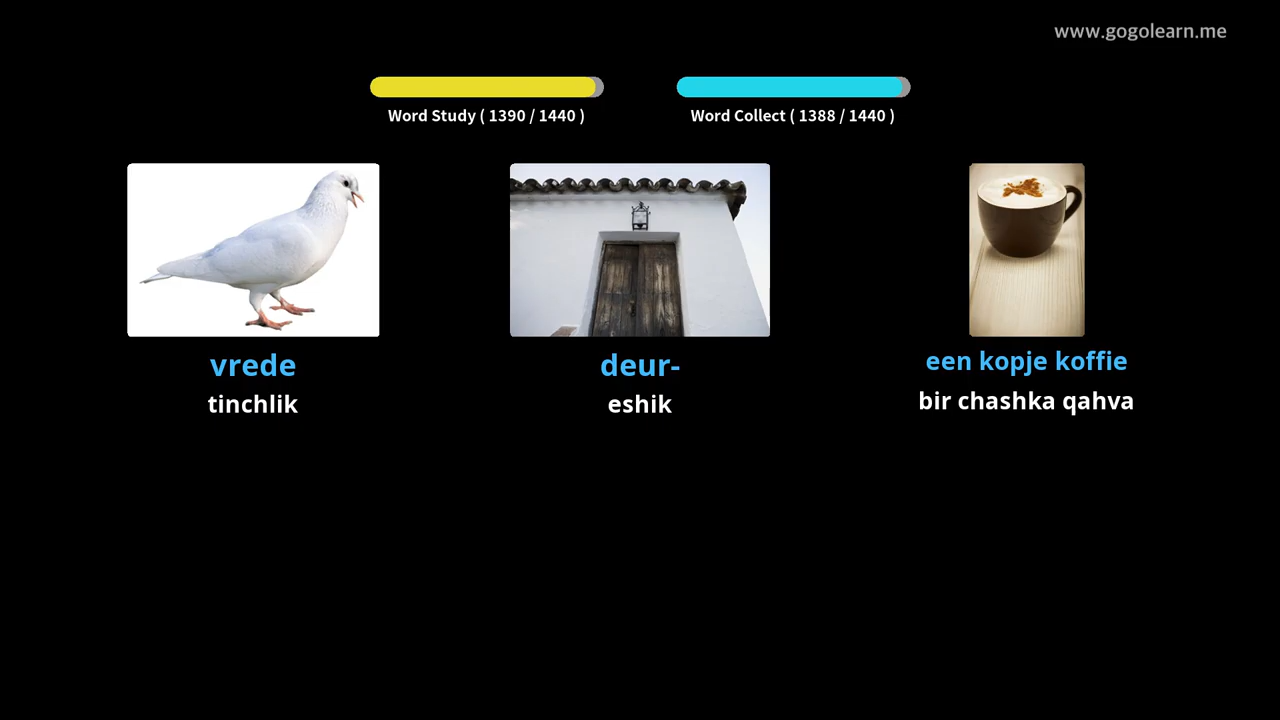 www.gogolearn.me
Word Study ( 1390 / 1440 )
Word Collect ( 1388 / 1440 )
vrede
tinchlik
deur-
eshik
een kopje koffie
bir chashka qahva